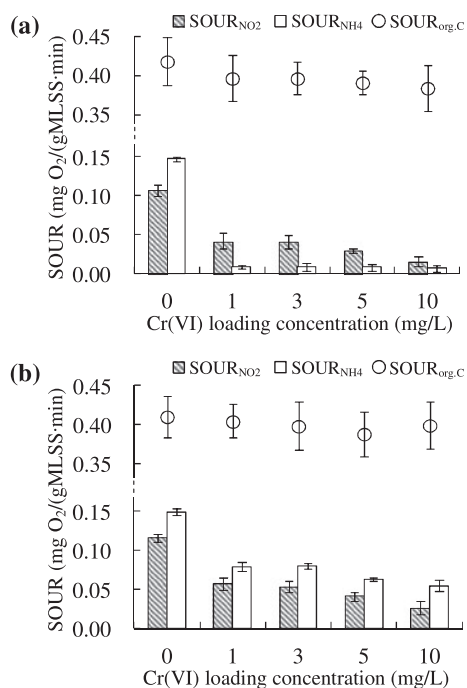 (a)
SOUR_NO2 SOUR_NH4 SOUR_org.C
SOUR (mg O₂/(gMLSS·min)
0.45
0.40
0.35
0.15
0.10
0.05
0.00
0 1 3 5 10
Cr(VI) loading concentration (mg/L)
(b)
SOUR_NO2 SOUR_NH4 SOUR_org.C
SOUR (mg O₂/(gMLSS·min)
0.45
0.40
0.35
0.15
0.10
0.05
0.00
0 1 3 5 10
Cr(VI) loading concentration (mg/L)